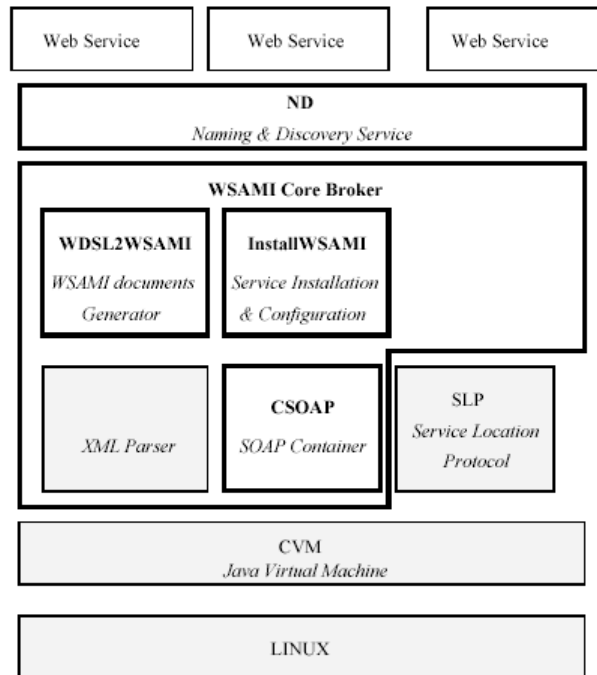 Web Service
Web Service
Web Service
ND
Naming & Discovery Service
WSAMI Core Broker
WDSL2WSAMI
WSAMI documents
Generator
InstallWSAMI
Service Installation
& Configuration
XML Parser
CSOAP
SOAP Container
SLP
Service Location
Protocol
CVM
Java Virtual Machine
LINUX